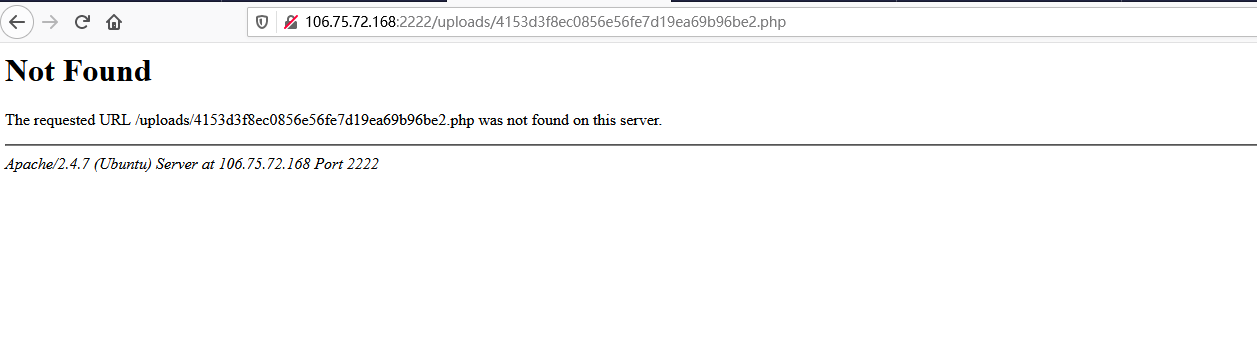 106.75.72.168:2222/uploads/4153d3f8ec0856e56fe7d19ea69b96be2.php
Not Found
The requested URL /uploads/4153d3f8ec0856e56fe7d19ea69b96be2.php was not found on this server.
Apache/2.4.7 (Ubuntu) Server at 106.75.72.168 Port 2222